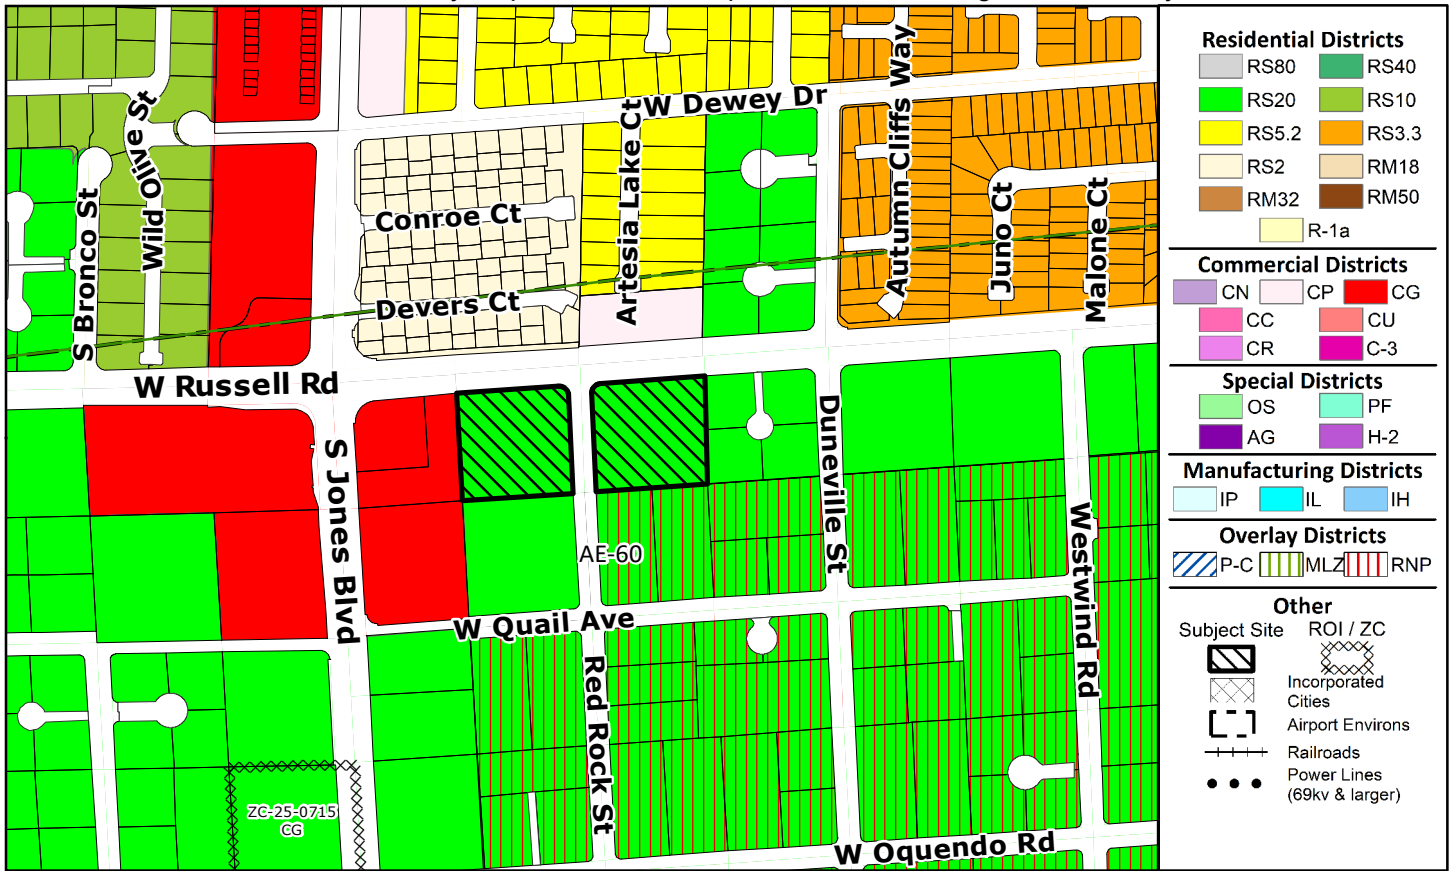 W Dewey Dr
Autumn Cliffs Way
Wild Olive St
S Bronco St
Artesia Lake Ct
Conroe Ct
Devers Ct
Juno Ct
Malone Ct
W Russell Rd
S Jones Blvd
Duneville St
AE-60
Westwind Rd
W Quail Ave
Red Rock St
ZC-25-0715
CG
W Oquendo Rd
Residential Districts
RS80 RS40
RS20 RS10
RS5.2 RS3.3
RS2 RM18
RM32 RM50
R-1a
Commercial Districts
CN CP CG
CC CU
CR C-3
Special Districts
OS PF
AG H-2
Manufacturing Districts
IP IL IH
Overlay Districts
P-C MLZ RNP
Other
Subject Site ROI / ZC
Incorporated
Cities
Airport Environs
Railroads
Power Lines
(69kv & larger)